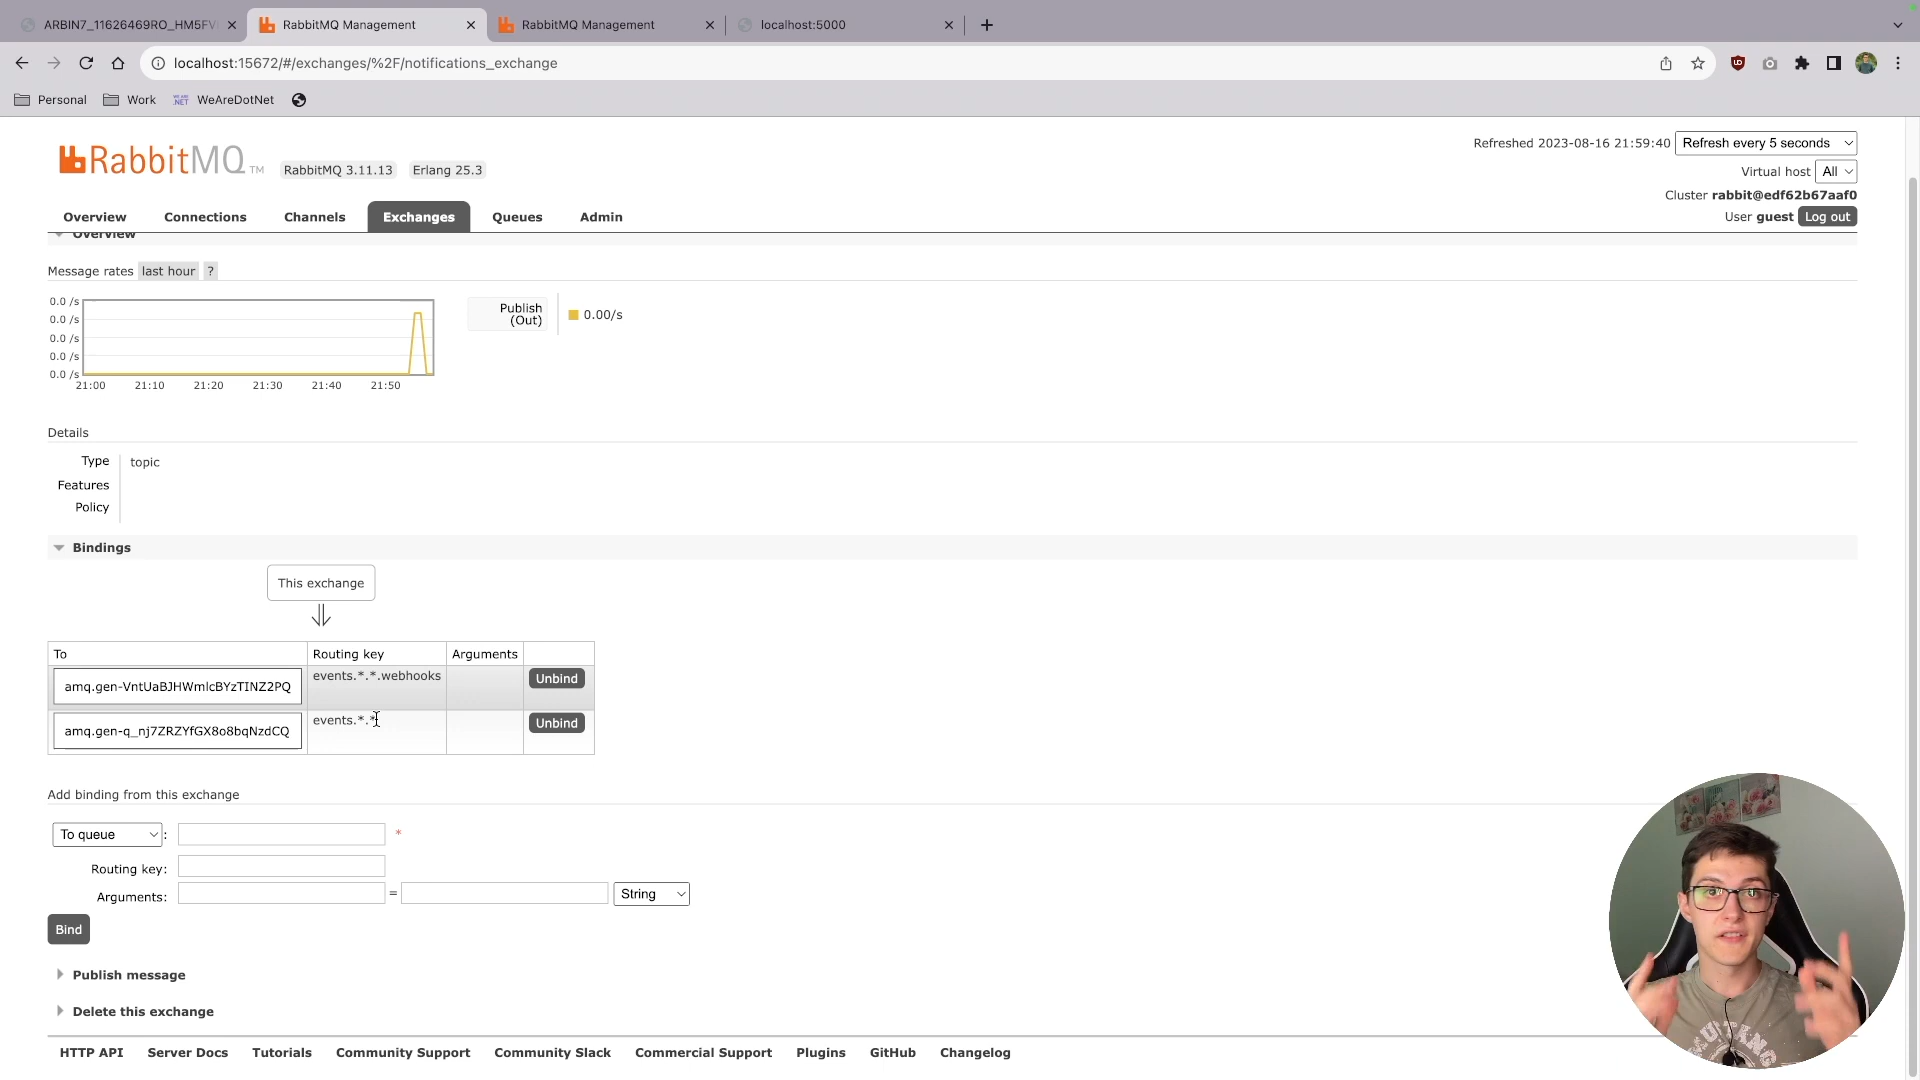 ARBIN7_11626469RO_HM5FV
RabbitMQ Management
RabbitMQ Management
localhost:5000
localhost:15672/#/exchanges/%2F/notifications_exchange
Personal
Work
WeAreDotNet
RabbitMQ TM
RabbitMQ 3.11.13
Erlang 25.3
Refreshed 2023-08-16 21:59:40
Refresh every 5 seconds
Virtual host All
Cluster rabbit@edf62b67aaf0
User guest Log out
Overview
Connections
Channels
Exchanges
Queues
Admin
Overview
Message rates last hour ?
0.0 /s
0.0 /s
0.0 /s
0.0 /s
0.0 /s
21:00 21:10 21:20 21:30 21:40 21:50
Publish
(Out)
0.00/s
Details
Type topic
Features
Policy
Bindings
This exchange
To Routing key Arguments
amq.gen-VntUaBJHWmlcBYzTINZ2PQ events.*.*.webhooks Unbind
amq.gen-q_nj7ZRZYfGX8o8bqNzdCQ events.*.* Unbind
Add binding from this exchange
To queue : *
Routing key:
Arguments: = String
Bind
Publish message
Delete this exchange
HTTP API Server Docs Tutorials Community Support Community Slack Commercial Support Plugins GitHub Changelog